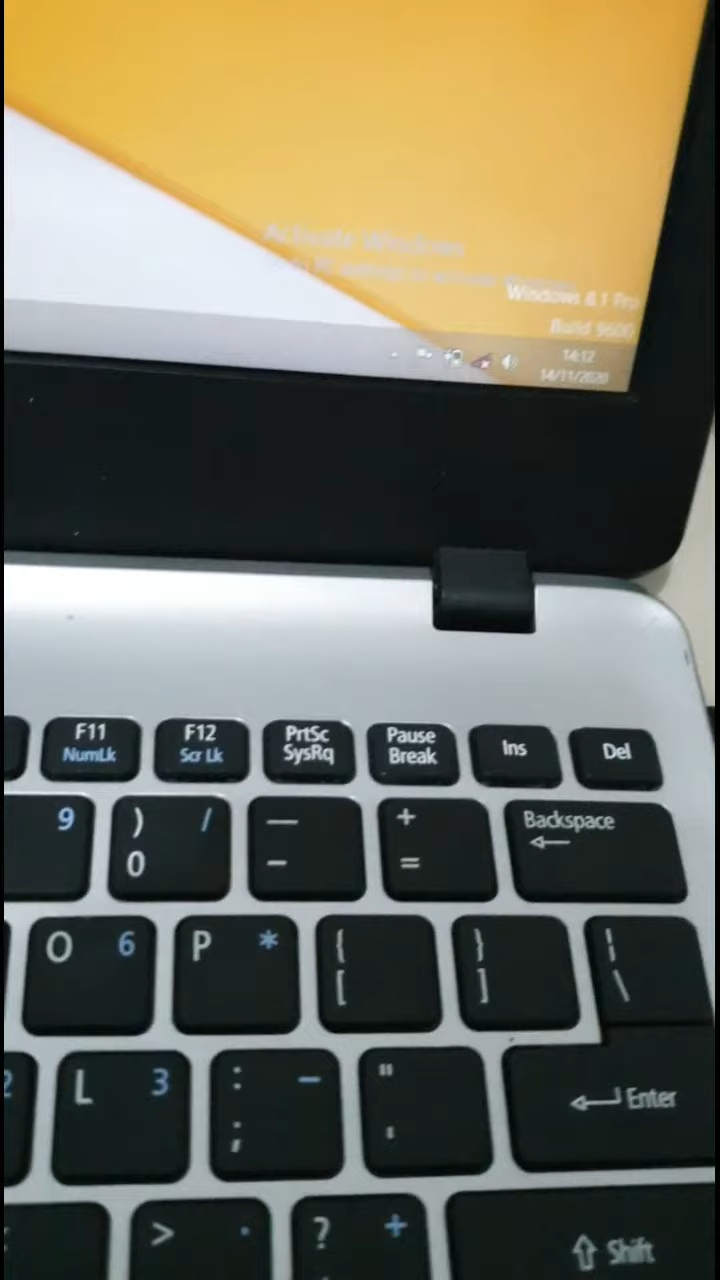 Activate Windows
Windows 8.1 Pro
Build 9600
14:12
14/11/2020
F11
NumLk
F12
Scr Lk
PrtSc
SysRq
Pause
Break
Ins
Del
9
) /
0
—
-
+
=
Backspace
O 6
P *
{
[
}
]
|
\
2
L 3
: –
;
"
'
Enter
> .
? +
Shift